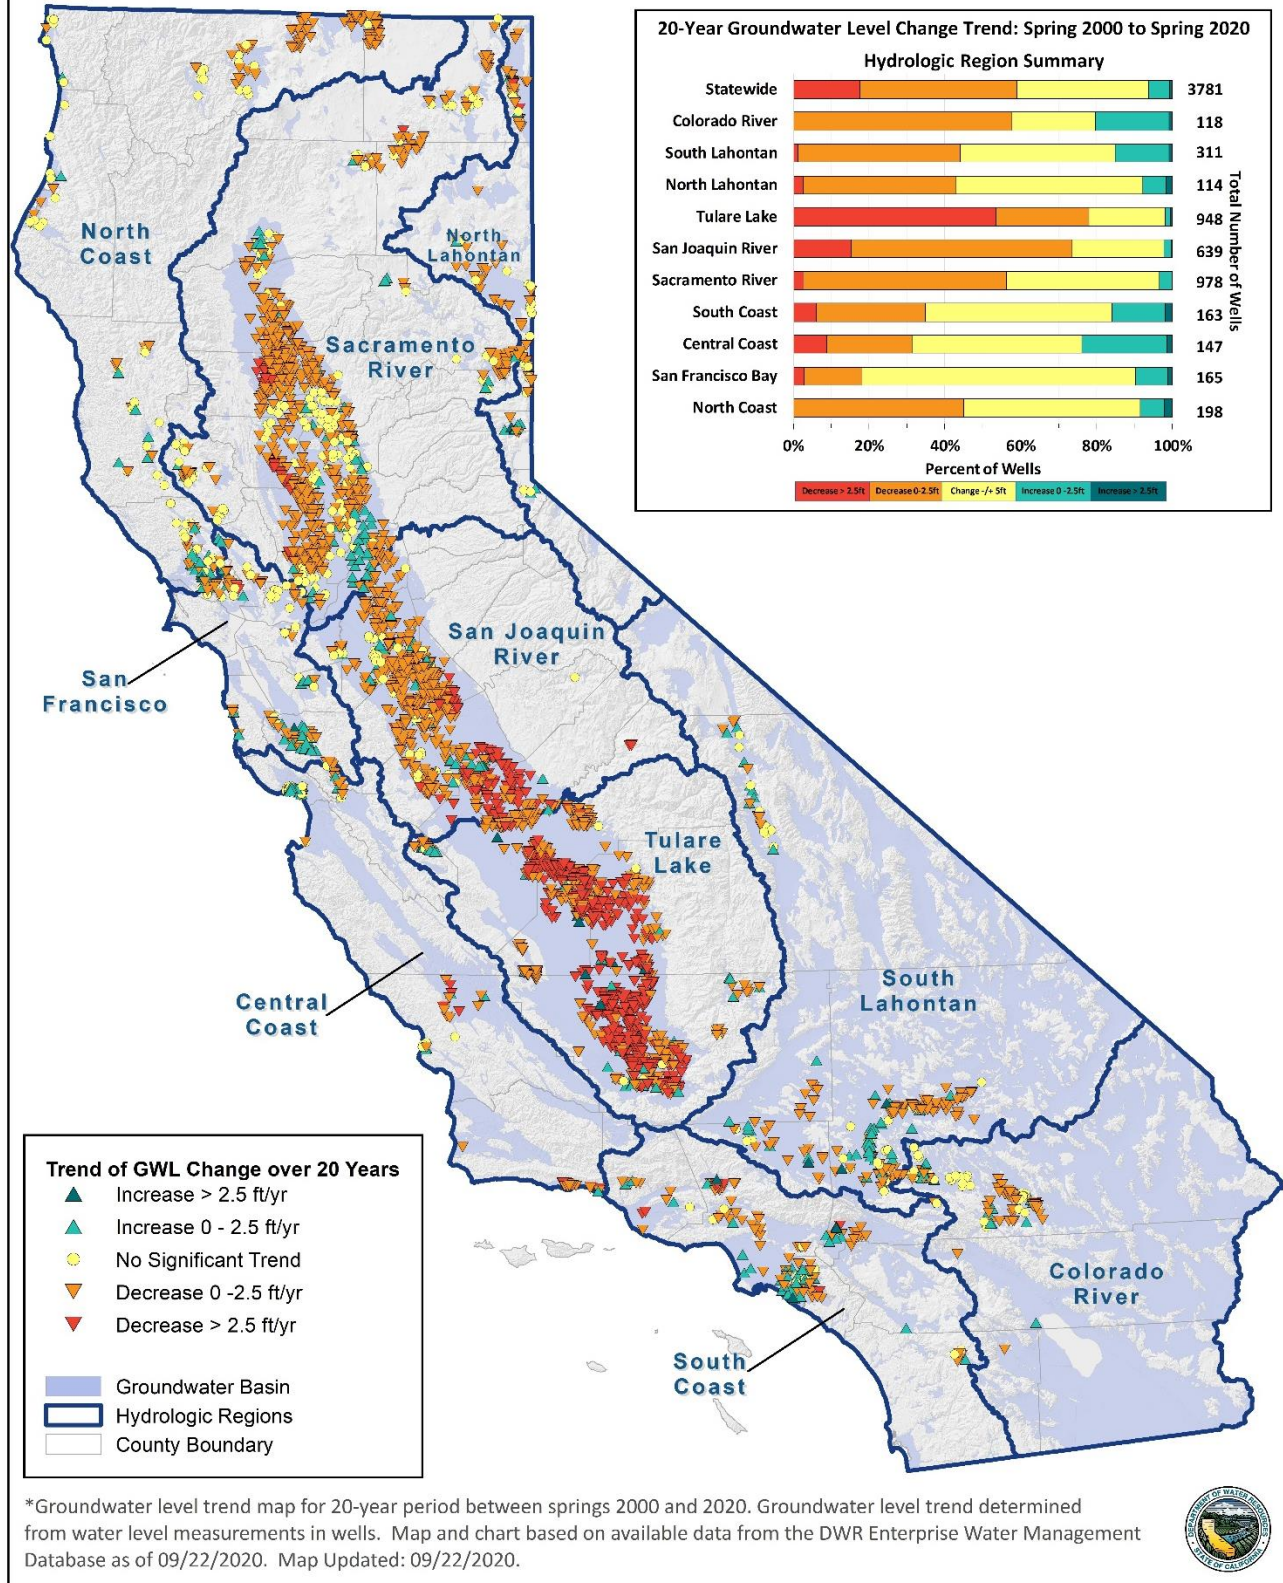 20-Year Groundwater Level Change Trend: Spring 2000 to Spring 2020
Hydrologic Region Summary
Statewide 3781
Colorado River 118
South Lahontan 311
North Lahontan 114
Tulare Lake 948
San Joaquin River 639
Sacramento River 978
South Coast 163
Central Coast 147
San Francisco Bay 165
North Coast 198
Total Number of Wells
0% 20% 40% 60% 80% 100%
Percent of Wells
Decrease > 2.5ft Decrease 0-2.5ft Change -/+ 5ft Increase 0 -2.5ft Increase > 2.5ft
North
Coast
North
Lahontan
Sacramento
River
San Joaquin
River
San
Francisco
Tulare
Lake
Central
Coast
South
Lahontan
Colorado
River
South
Coast
Trend of GWL Change over 20 Years
Increase > 2.5 ft/yr
Increase 0 - 2.5 ft/yr
No Significant Trend
Decrease 0 -2.5 ft/yr
Decrease > 2.5 ft/yr
Groundwater Basin
Hydrologic Regions
County Boundary
*Groundwater level trend map for 20-year period between springs 2000 and 2020. Groundwater level trend determined
from water level measurements in wells. Map and chart based on available data from the DWR Enterprise Water Management
Database as of 09/22/2020. Map Updated: 09/22/2020.
DEPARTMENT OF WATER RESOURCES
STATE OF CALIFORNIA